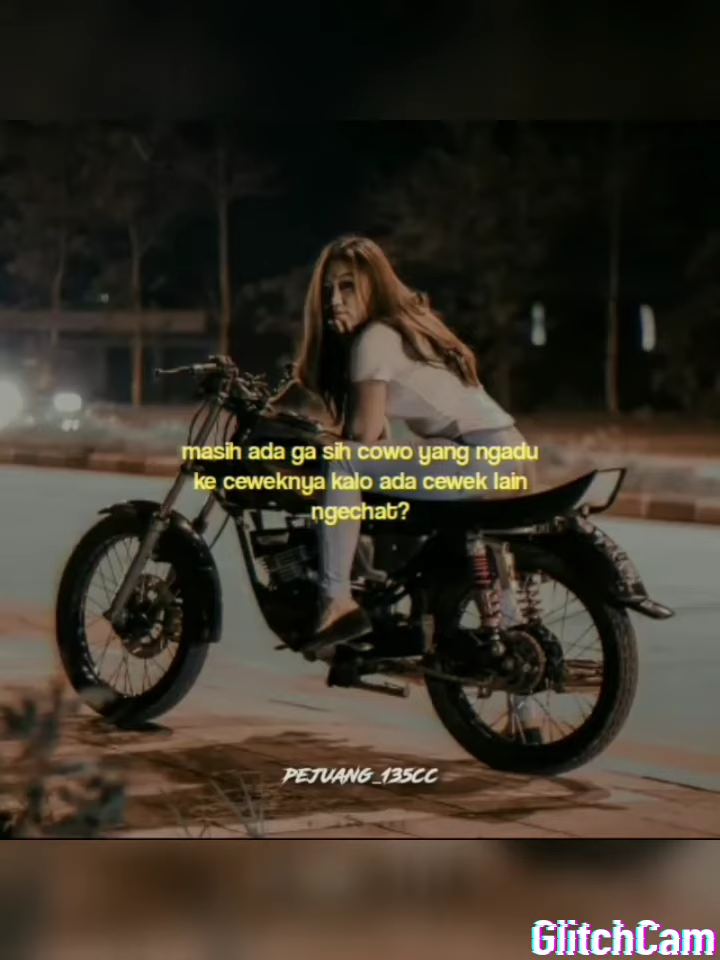 masih ada ga sih cowo yang ngadu
ke ceweknya kalo ada cewek lain
ngechat?
PEJUANG_135CC
GlitchCam